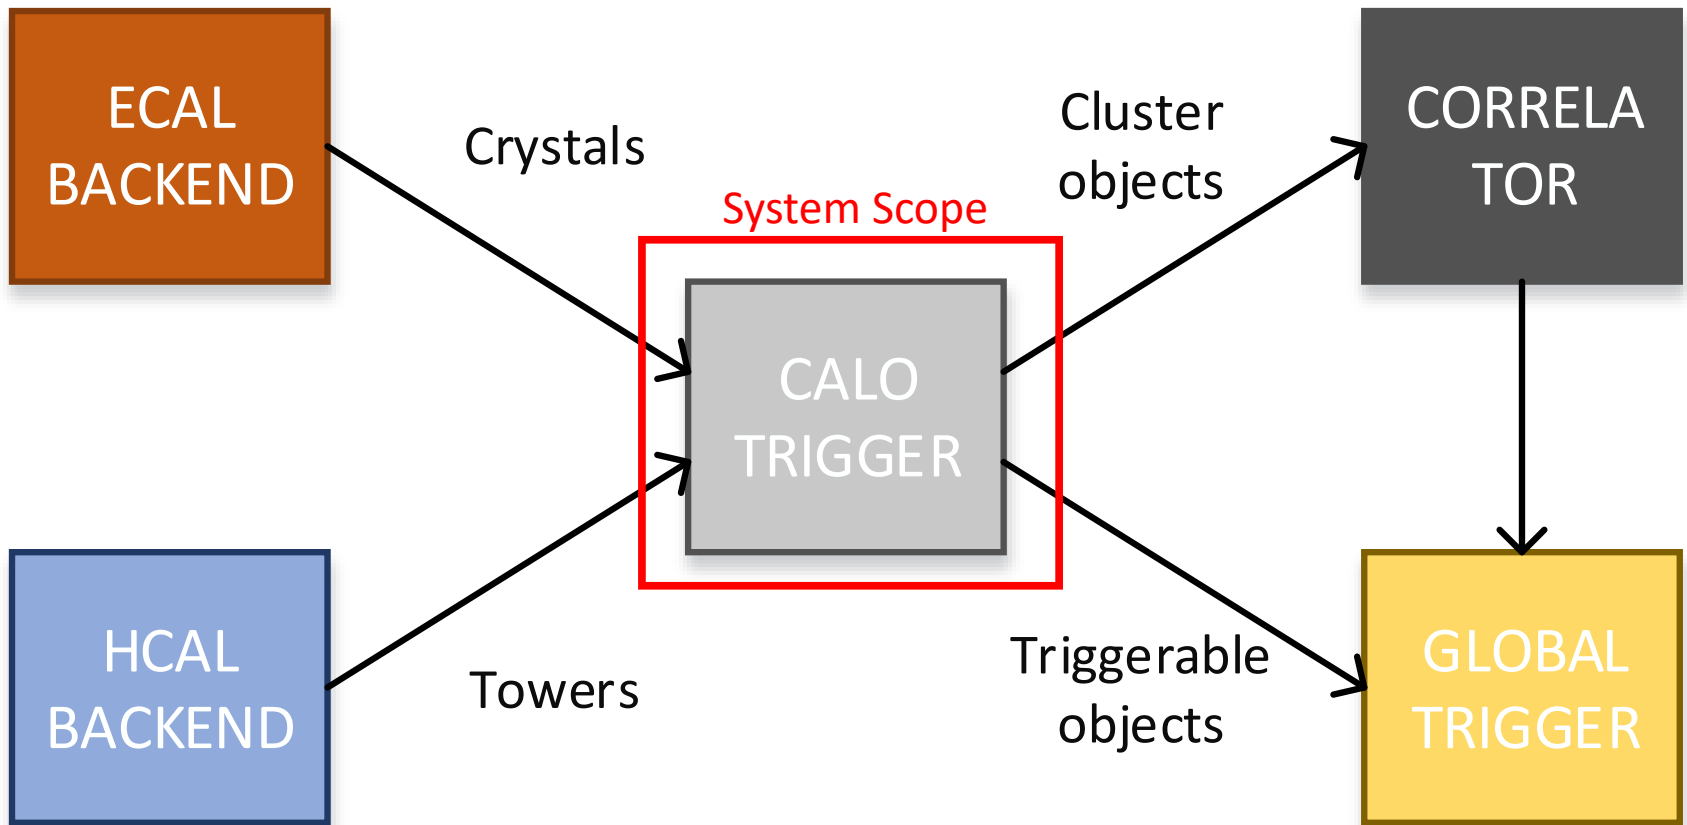 ECAL
BACKEND
Crystals
Cluster
objects
CORRELA
TOR
System Scope
CALO
TRIGGER
HCAL
BACKEND
Towers
Triggerable
objects
GLOBAL
TRIGGER